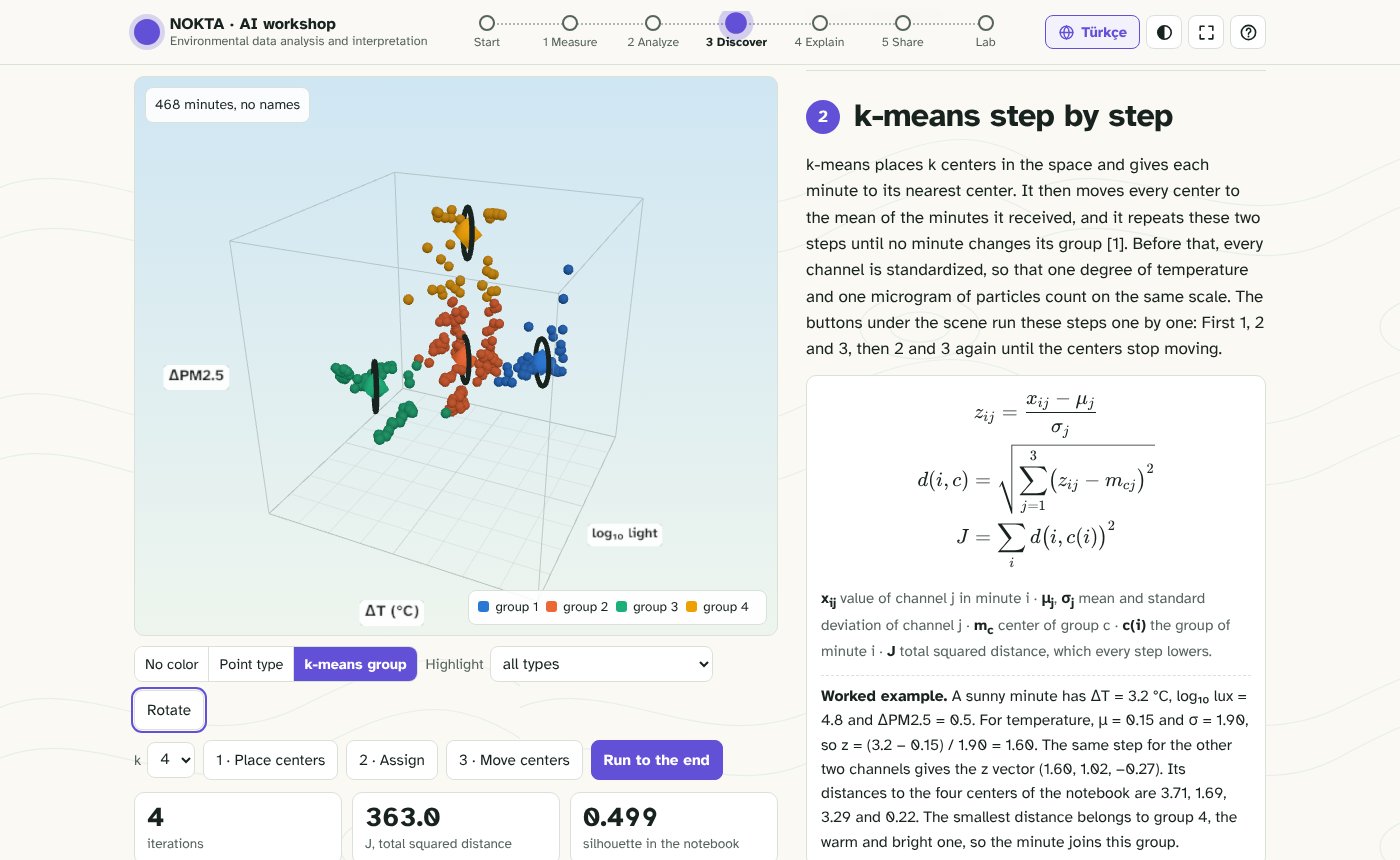 NOKTA · AI workshop
Environmental data analysis and interpretation
Start
1 Measure
2 Analyze
3 Discover
4 Explain
5 Share
Lab
Türkçe
468 minutes, no names
ΔPM2.5
log₁₀ light
ΔT (°C)
group 1 group 2 group 3 group 4
No color Point type k-means group Highlight all types
Rotate
k 4 1 · Place centers 2 · Assign 3 · Move centers Run to the end
4
iterations
363.0
J, total squared distance
0.499
silhouette in the notebook
2 k-means step by step
k-means places k centers in the space and gives each
minute to its nearest center. It then moves every center to
the mean of the minutes it received, and it repeats these two
steps until no minute changes its group [1]. Before that, every
channel is standardized, so that one degree of temperature
and one microgram of particles count on the same scale. The
buttons under the scene run these steps one by one: First 1, 2
and 3, then 2 and 3 again until the centers stop moving.
z_ij = (x_ij − μ_j) / σ_j
d(i, c) = √(∑_{j=1}^{3} (z_ij − m_cj)²)
J = ∑_i d(i, c(i))²
x_ij value of channel j in minute i · μ_j, σ_j mean and standard
deviation of channel j · m_c center of group c · c(i) the group of
minute i · J total squared distance, which every step lowers.
Worked example. A sunny minute has ΔT = 3.2 °C, log₁₀ lux =
4.8 and ΔPM2.5 = 0.5. For temperature, μ = 0.15 and σ = 1.90,
so z = (3.2 − 0.15) / 1.90 = 1.60. The same step for the other
two channels gives the z vector (1.60, 1.02, −0.27). Its
distances to the four centers of the notebook are 3.71, 1.69,
3.29 and 0.22. The smallest distance belongs to group 4, the
warm and bright one, so the minute joins this group.